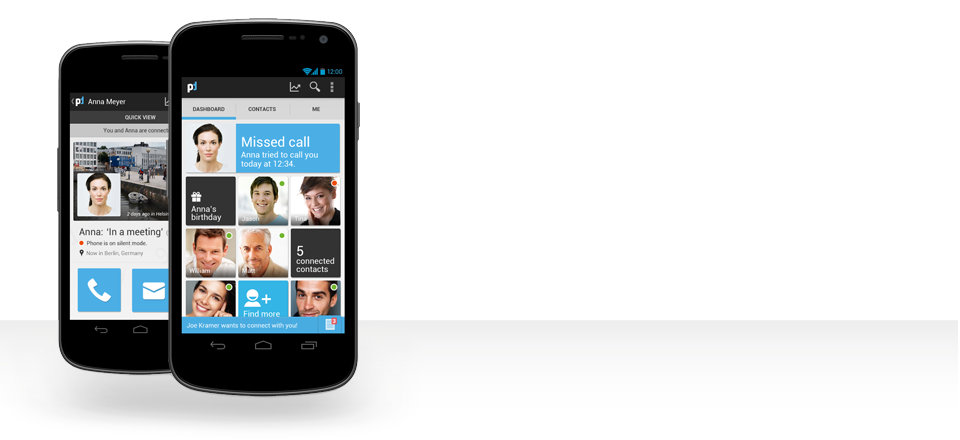 pd Anna Meyer
QUICK VIEW
You and Anna are connec
2 days ago in Helsin
Anna: 'In a meeting'
Phone is on silent mode.
Now in Berlin, Germany
12:00
pd
DASHBOARD CONTACTS ME
Missed call
Anna tried to call you
today at 12:34.
Anna's
birthday
Jason
William
Matt
5
connected
contacts
Find more
Joe Kramer wants to connect with you!